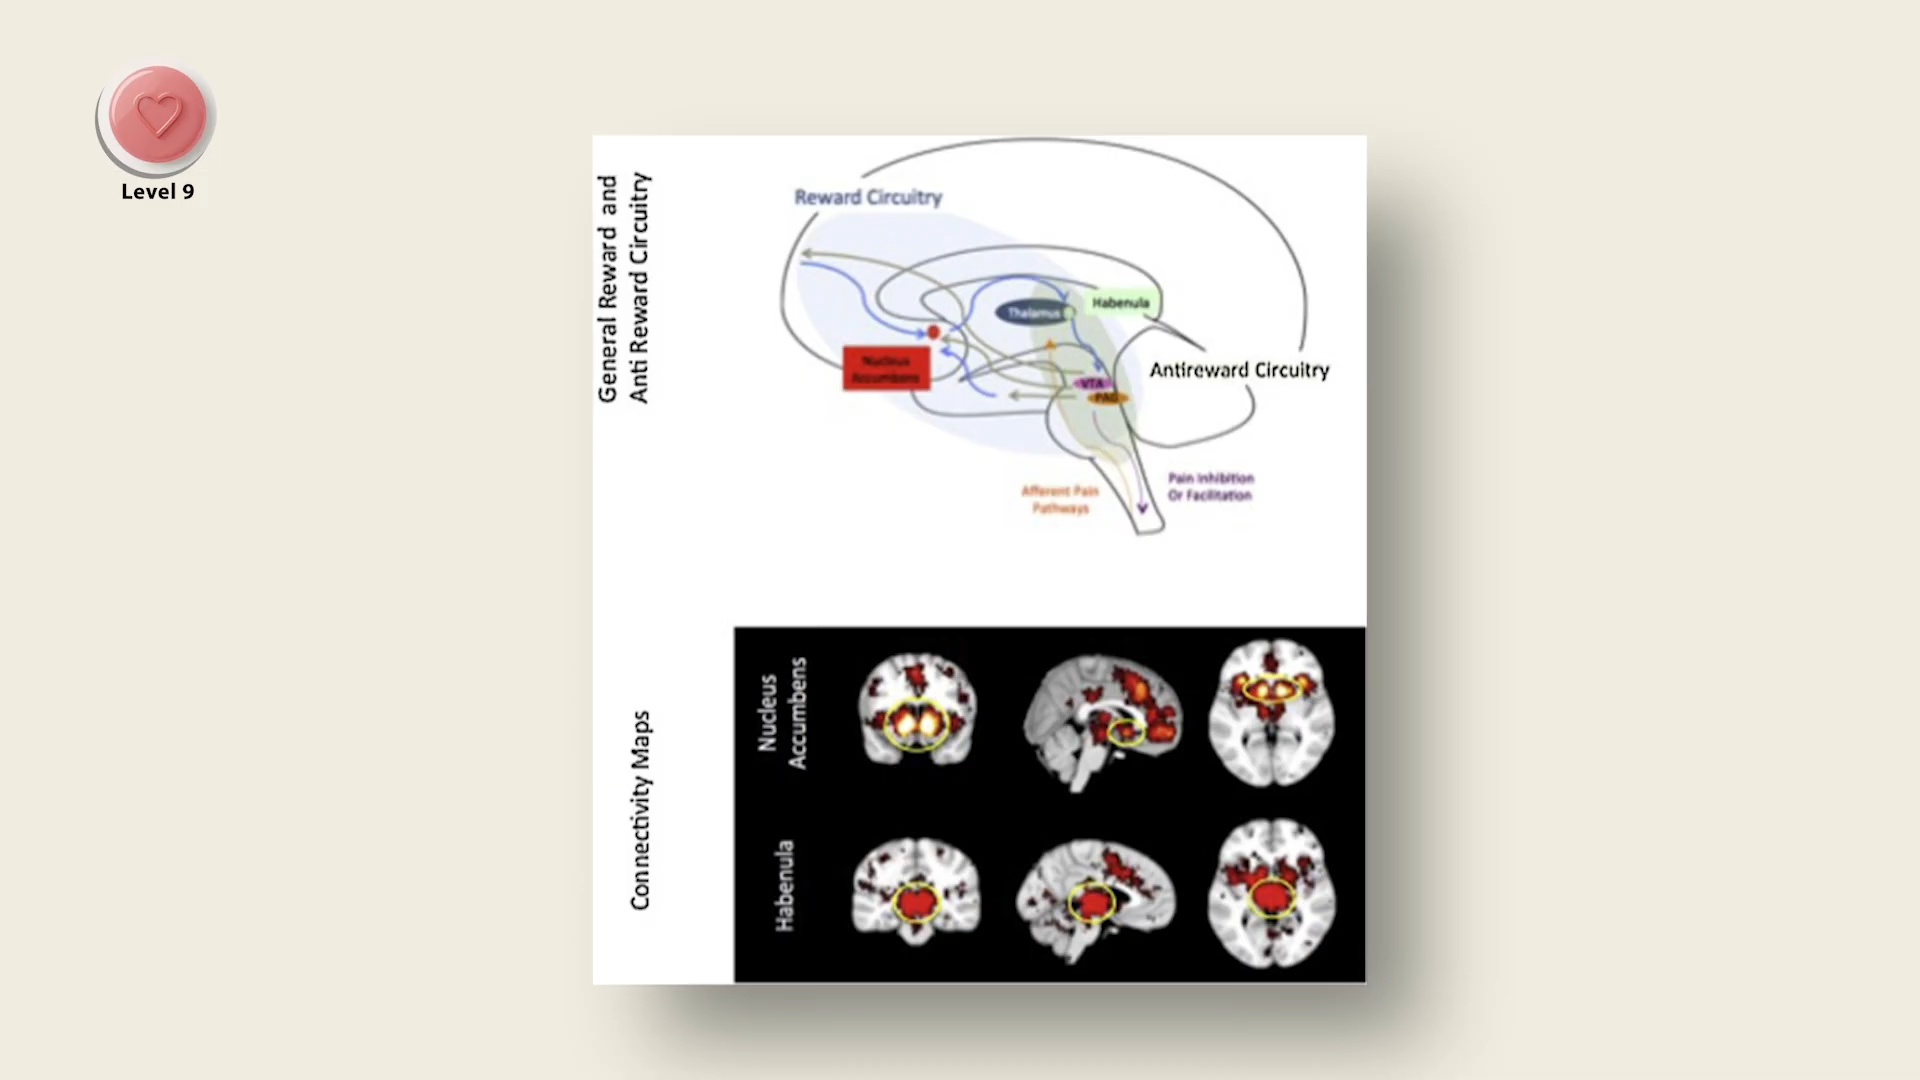 Level 9
General Reward and
Anti Reward Circuitry
Reward Circuitry
Habenula
Thalamus
Nucleus
Accumbens
Antireward Circuitry
VTA
PAG
Afferent Pain
Pathways
Pain Inhibition
Or Facilitation
Connectivity Maps
Nucleus
Accumbens
Habenula